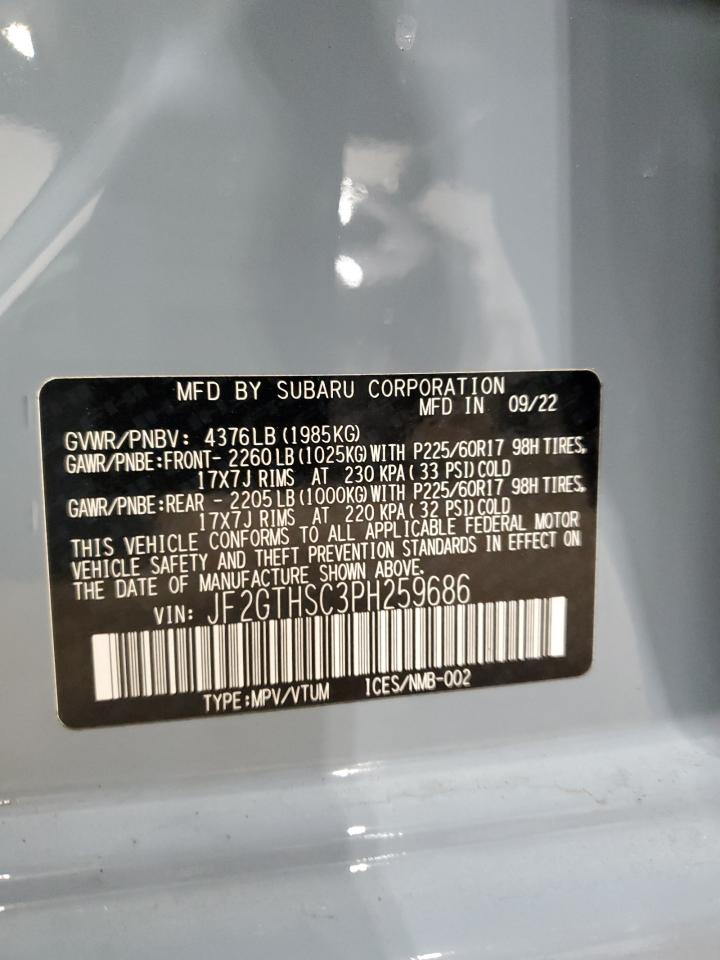 MFD BY SUBARU CORPORATION
MFD IN 09/22
GVWR/PNBV: 4376LB (1985KG)
GAWR/PNBE:FRONT- 2260 LB (1025KG) WITH P225/60R17 98H TIRES,
17X7J RIMS AT 230 KPA ( 33 PSI) COLD
GAWR/PNBE:REAR - 2205 LB (1000KG) WITH P225/60R17 98H TIRES,
17X7J RIMS AT 220 KPA ( 32 PSI) COLD
THIS VEHICLE CONFORMS TO ALL APPLICABLE FEDERAL MOTOR
VEHICLE SAFETY AND THEFT PREVENTION STANDARDS IN EFFECT ON
THE DATE OF MANUFACTURE SHOWN ABOVE.
VIN: JF2GTHSC3PH259686
TYPE:MPV/VTUM ICES/NMB-002